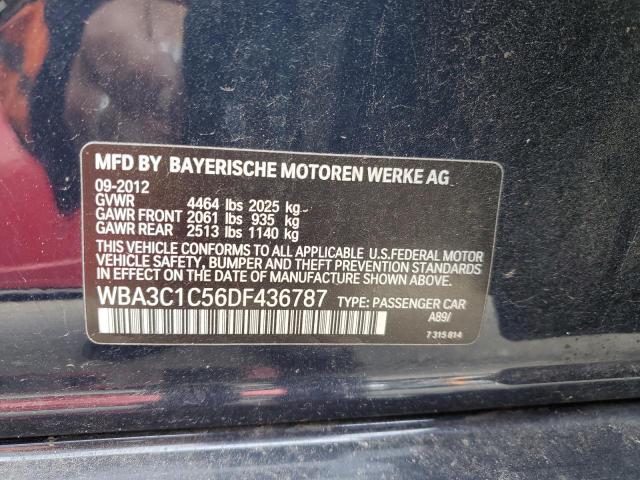 MFD BY BAYERISCHE MOTOREN WERKE AG
09-2012
GVWR 4464 lbs 2025 kg
GAWR FRONT 2061 lbs 935 kg
GAWR REAR 2513 lbs 1140 kg
THIS VEHICLE CONFORMS TO ALL APPLICABLE U.S.FEDERAL MOTOR
VEHICLE SAFETY, BUMPER AND THEFT PREVENTION STANDARDS
IN EFFECT ON THE DATE OF MANUFACTURE SHOWN ABOVE.
WBA3C1C56DF436787 TYPE: PASSENGER CAR
A89/
7 315 814